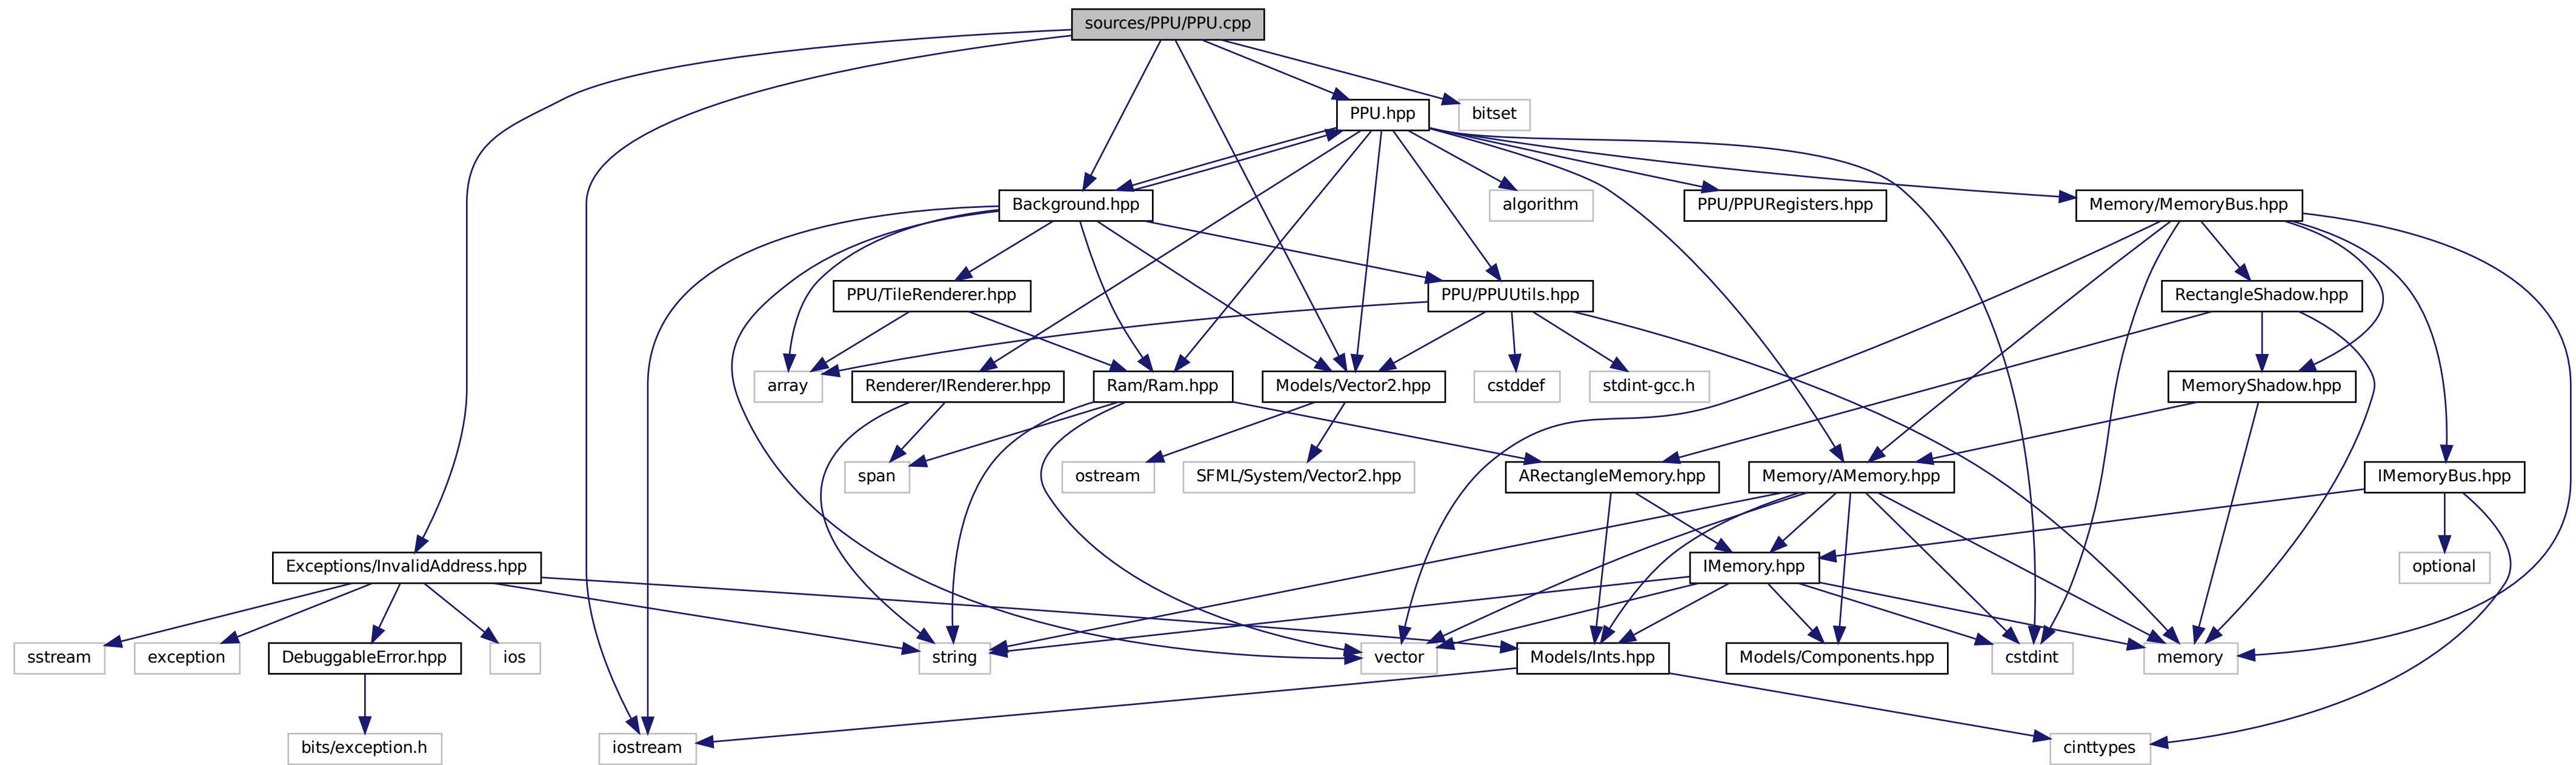 sources/PPU/PPU.cpp
PPU.hpp
bitset
Background.hpp
algorithm
PPU/PPURegisters.hpp
Memory/MemoryBus.hpp
PPU/TileRenderer.hpp
PPU/PPUUtils.hpp
RectangleShadow.hpp
array
Renderer/IRenderer.hpp
Ram/Ram.hpp
Models/Vector2.hpp
cstddef
stdint-gcc.h
MemoryShadow.hpp
span
ostream
SFML/System/Vector2.hpp
ARectangleMemory.hpp
Memory/AMemory.hpp
IMemoryBus.hpp
Exceptions/InvalidAddress.hpp
IMemory.hpp
optional
sstream
exception
DebuggableError.hpp
ios
string
vector
Models/Ints.hpp
Models/Components.hpp
cstdint
memory
bits/exception.h
iostream
cinttypes